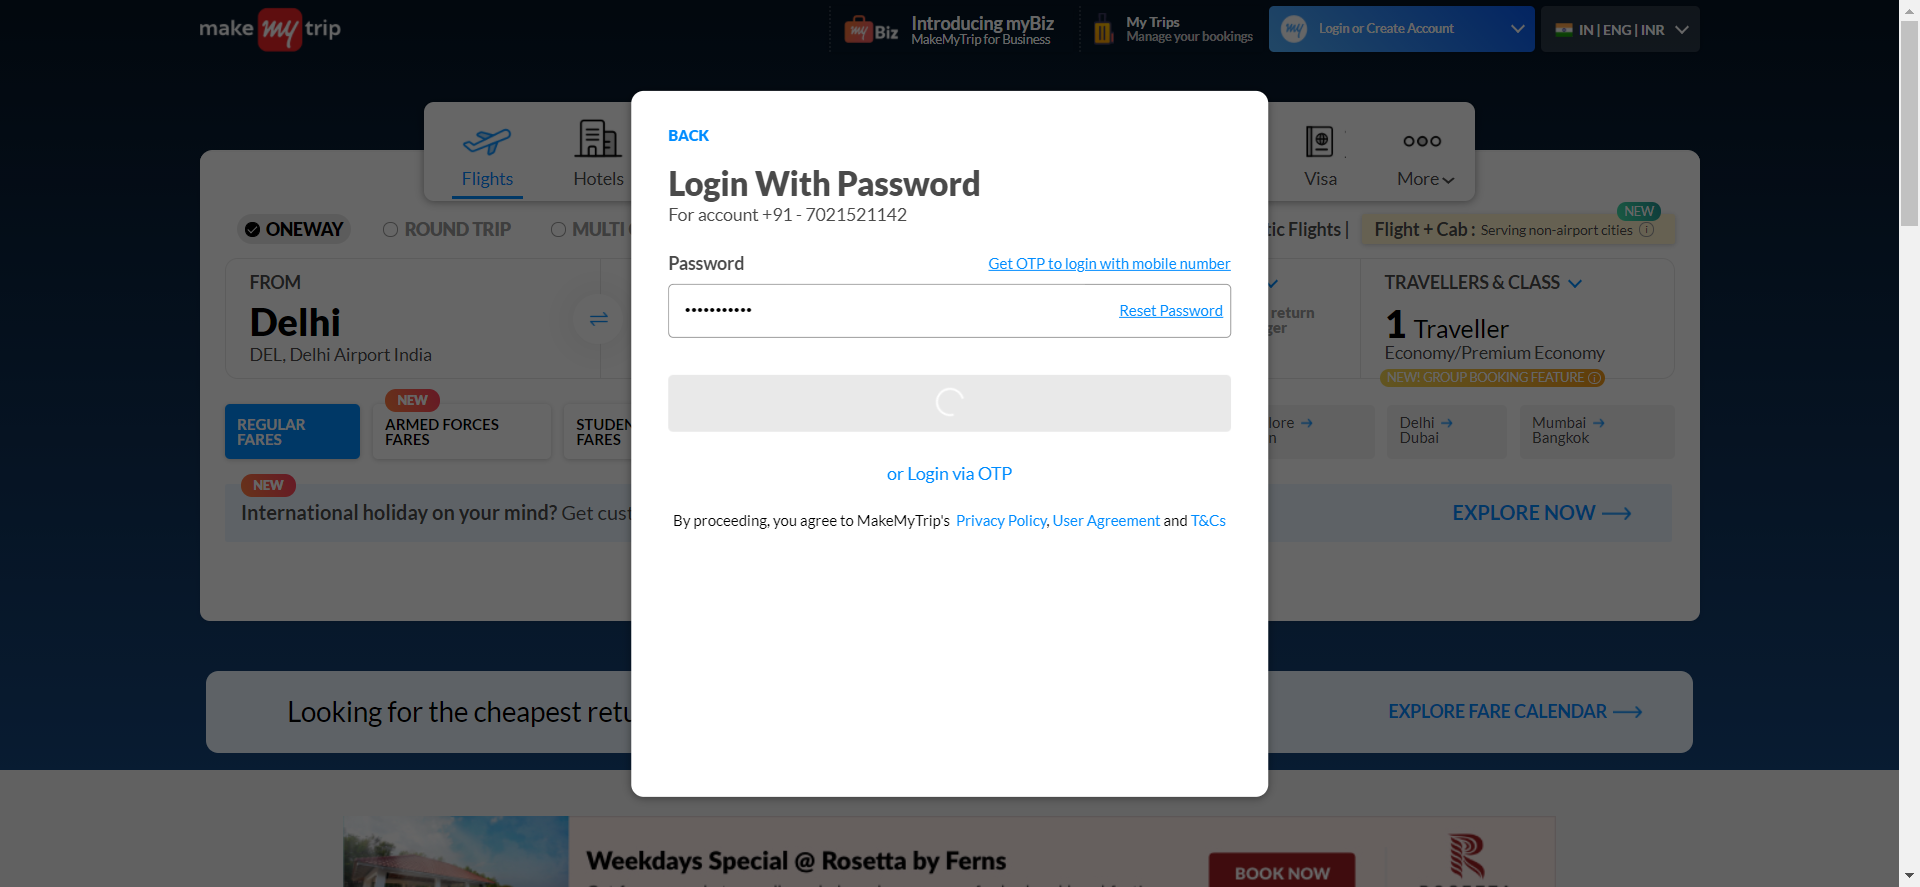 make my trip
my Biz
Introducing myBiz
MakeMyTrip for Business
My Trips
Manage your bookings
my
Login or Create Account
IN | ENG | INR
Flights
Hotels
Visa
More
ONEWAY
ROUND TRIP
MULTI
tic Flights |
Flight + Cab : Serving non-airport cities
NEW
FROM
Delhi
DEL, Delhi Airport India
return
ger
TRAVELLERS & CLASS
1 Traveller
Economy/Premium Economy
NEW! GROUP BOOKING FEATURE
REGULAR
FARES
NEW
ARMED FORCES
FARES
STUDEN
FARES
lore
n
Delhi
Dubai
Mumbai
Bangkok
NEW
International holiday on your mind? Get cust
EXPLORE NOW
Looking for the cheapest retu
EXPLORE FARE CALENDAR
BACK
Login With Password
For account +91 - 7021521142
Password
Get OTP to login with mobile number
•••••••••••
Reset Password
or Login via OTP
By proceeding, you agree to MakeMyTrip's Privacy Policy, User Agreement and T&Cs
Weekdays Special @ Rosetta by Ferns
BOOK NOW